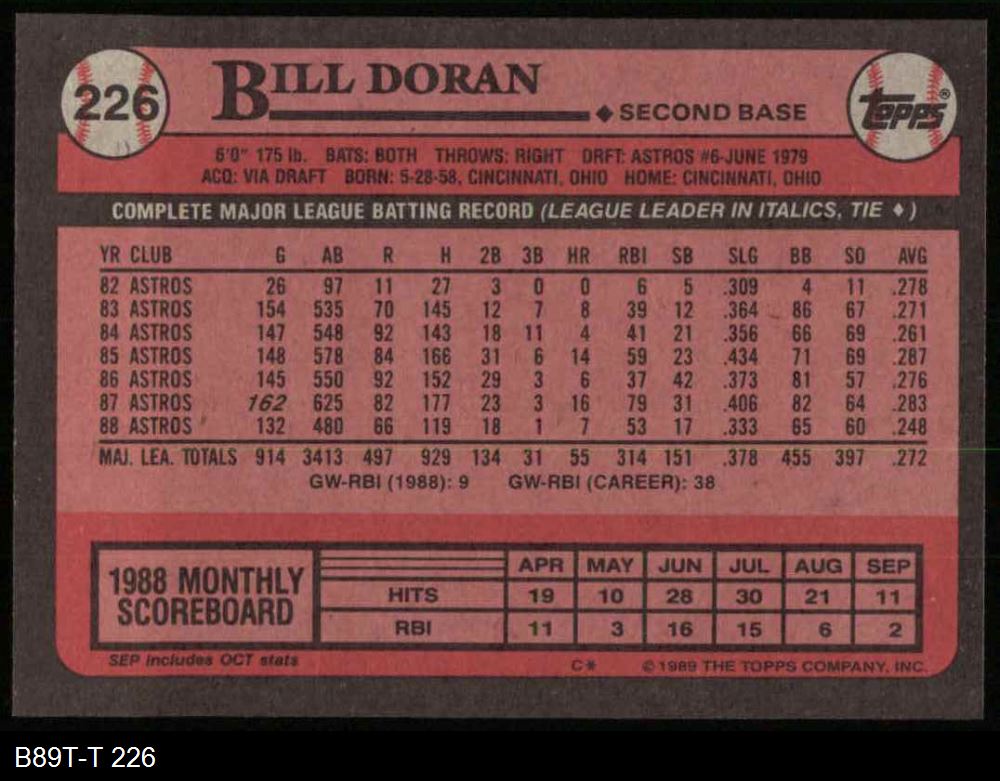 226
BILL DORAN
◆ SECOND BASE
Topps®
6'0" 175 lb. BATS: BOTH THROWS: RIGHT DRFT: ASTROS #6-JUNE 1979
ACQ: VIA DRAFT BORN: 5-28-58, CINCINNATI, OHIO HOME: CINCINNATI, OHIO
COMPLETE MAJOR LEAGUE BATTING RECORD (LEAGUE LEADER IN ITALICS, TIE ♦)
YR CLUB G AB R H 2B 3B HR RBI SB SLG BB SO AVG
82 ASTROS 26 97 11 27 3 0 0 6 5 .309 4 11 .278
83 ASTROS 154 535 70 145 12 7 8 39 12 .364 86 67 .271
84 ASTROS 147 548 92 143 18 11 4 41 21 .356 66 69 .261
85 ASTROS 148 578 84 166 31 6 14 59 23 .434 71 69 .287
86 ASTROS 145 550 92 152 29 3 6 37 42 .373 81 57 .276
87 ASTROS 162 625 82 177 23 3 16 79 31 .406 82 64 .283
88 ASTROS 132 480 66 119 18 1 7 53 17 .333 65 60 .248
MAJ. LEA. TOTALS 914 3413 497 929 134 31 55 314 151 .378 455 397 .272
GW-RBI (1988): 9 GW-RBI (CAREER): 38
1988 MONTHLY
SCOREBOARD
APR MAY JUN JUL AUG SEP
HITS 19 10 28 30 21 11
RBI 11 3 16 15 6 2
SEP includes OCT stats
C* © 1989 THE TOPPS COMPANY, INC.
B89T-T 226